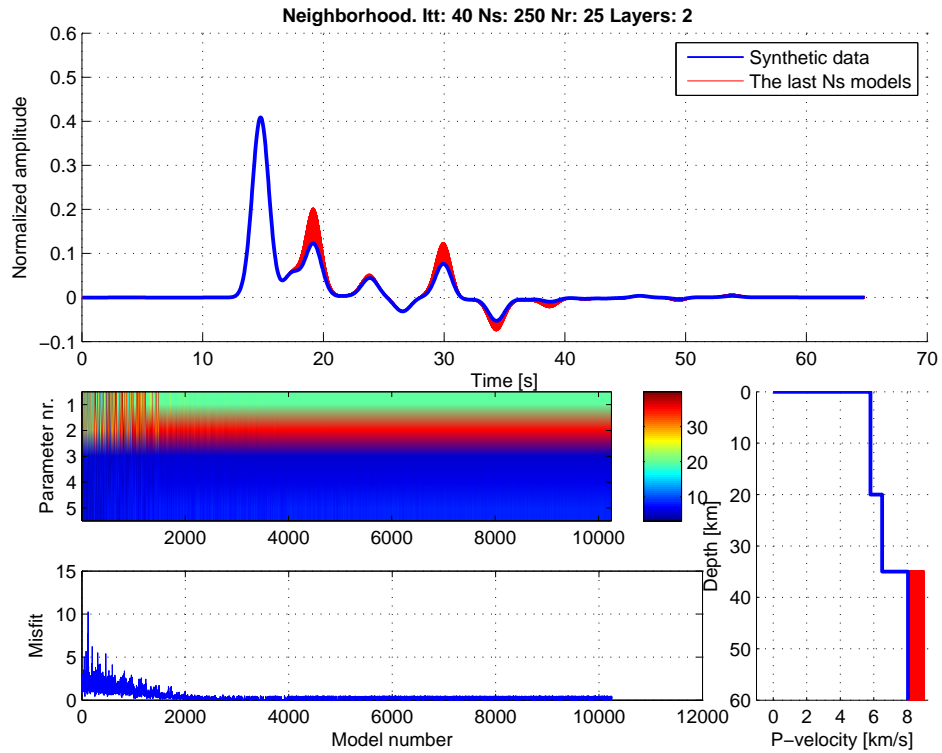 Neighborhood. Itt: 40 Ns: 250 Nr: 25 Layers: 2
0.6
0.5
0.4
0.3
0.2
0.1
0
−0.1
Normalized amplitude
Synthetic data
The last Ns models
0 10 20 30 40 50 60 70
Time [s]
1
2
3
4
5
Parameter nr.
2000 4000 6000 8000 10000
30
20
10
15
10
5
0
Misfit
0 2000 4000 6000 8000 10000 12000
Model number
0
10
20
30
40
50
60
Depth [km]
0 2 4 6 8
P−velocity [km/s]